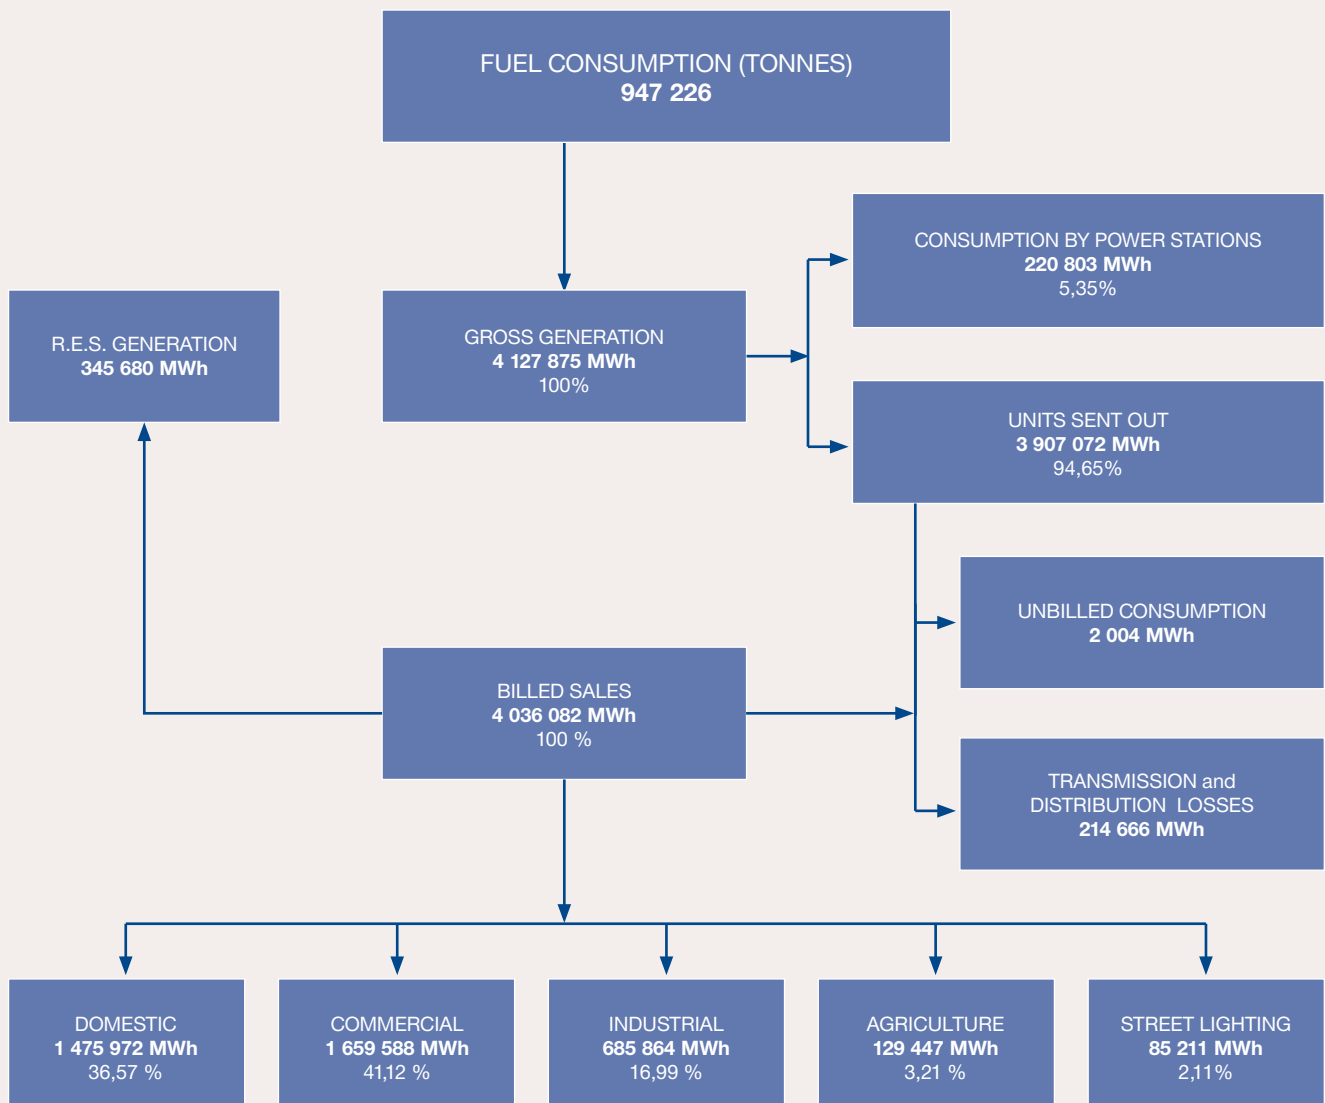 FUEL CONSUMPTION (TONNES)
947 226
CONSUMPTION BY POWER STATIONS
220 803 MWh
5,35%
R.E.S. GENERATION
345 680 MWh
GROSS GENERATION
4 127 875 MWh
100%
UNITS SENT OUT
3 907 072 MWh
94,65%
UNBILLED CONSUMPTION
2 004 MWh
BILLED SALES
4 036 082 MWh
100 %
TRANSMISSION and
DISTRIBUTION LOSSES
214 666 MWh
DOMESTIC
1 475 972 MWh
36,57 %
COMMERCIAL
1 659 588 MWh
41,12 %
INDUSTRIAL
685 864 MWh
16,99 %
AGRICULTURE
129 447 MWh
3,21 %
STREET LIGHTING
85 211 MWh
2,11%